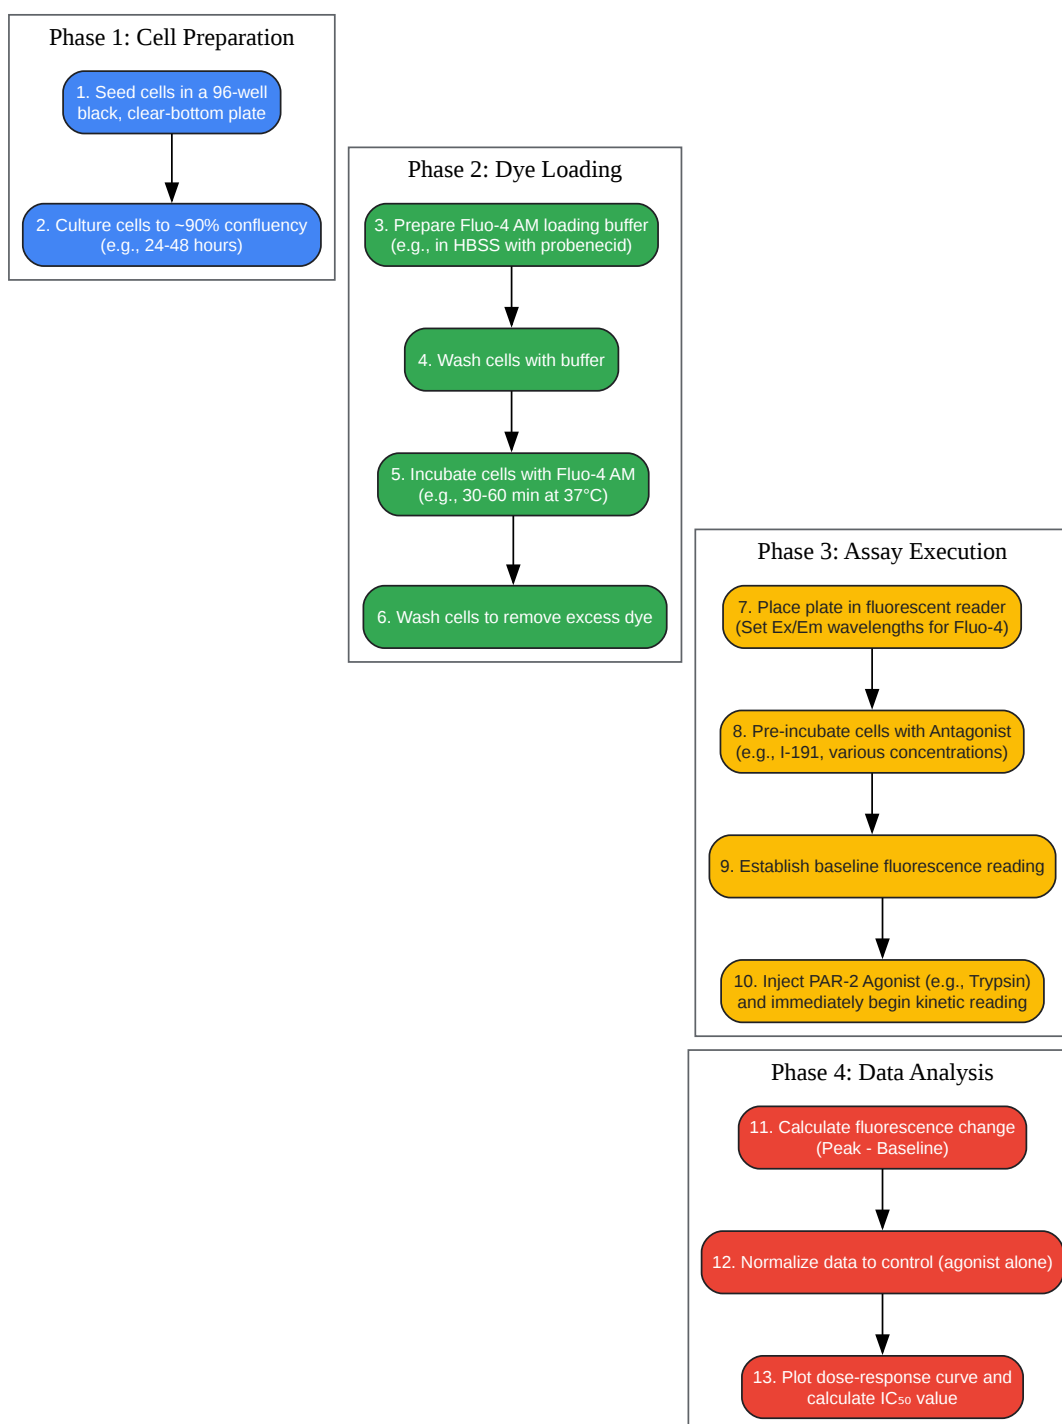 Phase 1: Cell Preparation
1. Seed cells in a 96-well
black, clear-bottom plate
2. Culture cells to ~90% confluency
(e.g., 24-48 hours)
Phase 2: Dye Loading
3. Prepare Fluo-4 AM loading buffer
(e.g., in HBSS with probenecid)
4. Wash cells with buffer
5. Incubate cells with Fluo-4 AM
(e.g., 30-60 min at 37°C)
6. Wash cells to remove excess dye
Phase 3: Assay Execution
7. Place plate in fluorescent reader
(Set Ex/Em wavelengths for Fluo-4)
8. Pre-incubate cells with Antagonist
(e.g., I-191, various concentrations)
9. Establish baseline fluorescence reading
10. Inject PAR-2 Agonist (e.g., Trypsin)
and immediately begin kinetic reading
Phase 4: Data Analysis
11. Calculate fluorescence change
(Peak - Baseline)
12. Normalize data to control (agonist alone)
13. Plot dose-response curve and
calculate IC₅₀ value